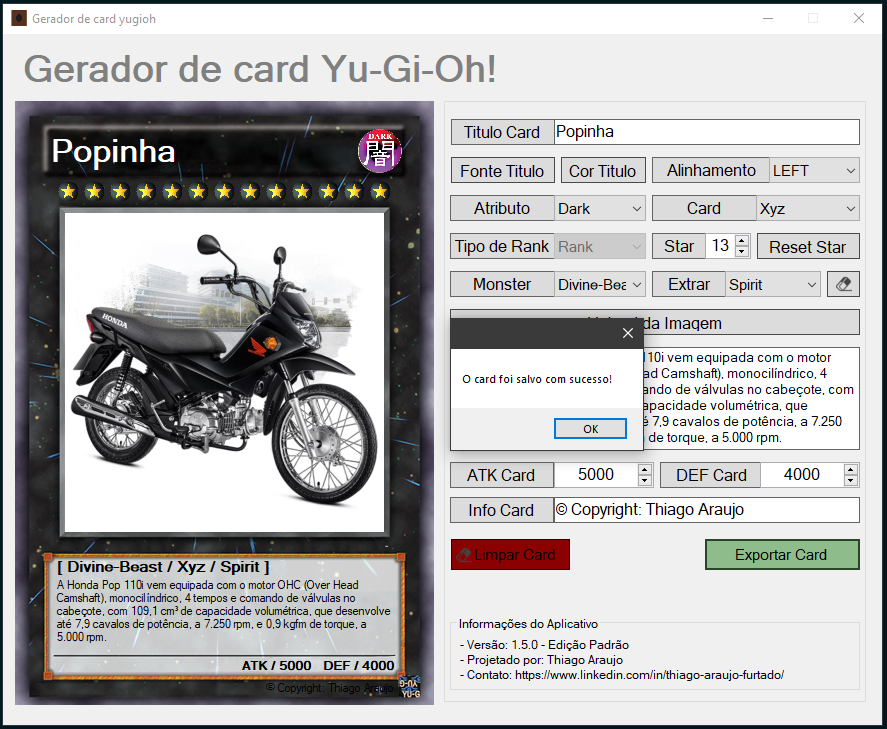 Gerador de card yugioh
Gerador de card Yu-Gi-Oh!
Popinha
DARK
闇
HONDA
[ Divine-Beast / Xyz / Spirit ]
A Honda Pop 110i vem equipada com o motor OHC (Over Head
Camshaft), monocilíndrico, 4 tempos e comando de válvulas no
cabeçote, com 109,1 cm³ de capacidade volumétrica, que desenvolve
até 7,9 cavalos de potência, a 7.250 rpm, e 0,9 kgfm de torque, a
5.000 rpm.
ATK / 5000 DEF / 4000
© Copyright: Thiago Araujo
YU-G
Titulo Card Popinha
Fonte Titulo Cor Titulo Alinhamento LEFT
Atributo Dark Card Xyz
Tipo de Rank Rank Star 13 Reset Star
Monster Divine-Bea Extrar Spirit
da Imagem
110i vem equipada com o motor
ad Camshaft), monocilíndrico, 4
ando de válvulas no cabeçote, com
apacidade volumétrica, que
é 7,9 cavalos de potência, a 7.250
de torque, a 5.000 rpm.
O card foi salvo com sucesso!
OK
ATK Card 5000 DEF Card 4000
Info Card © Copyright: Thiago Araujo
Limpar Card Exportar Card
Informações do Aplicativo
- Versão: 1.5.0 - Edição Padrão
- Projetado por: Thiago Araujo
- Contato: https://www.linkedin.com/in/thiago-araujo-furtado/